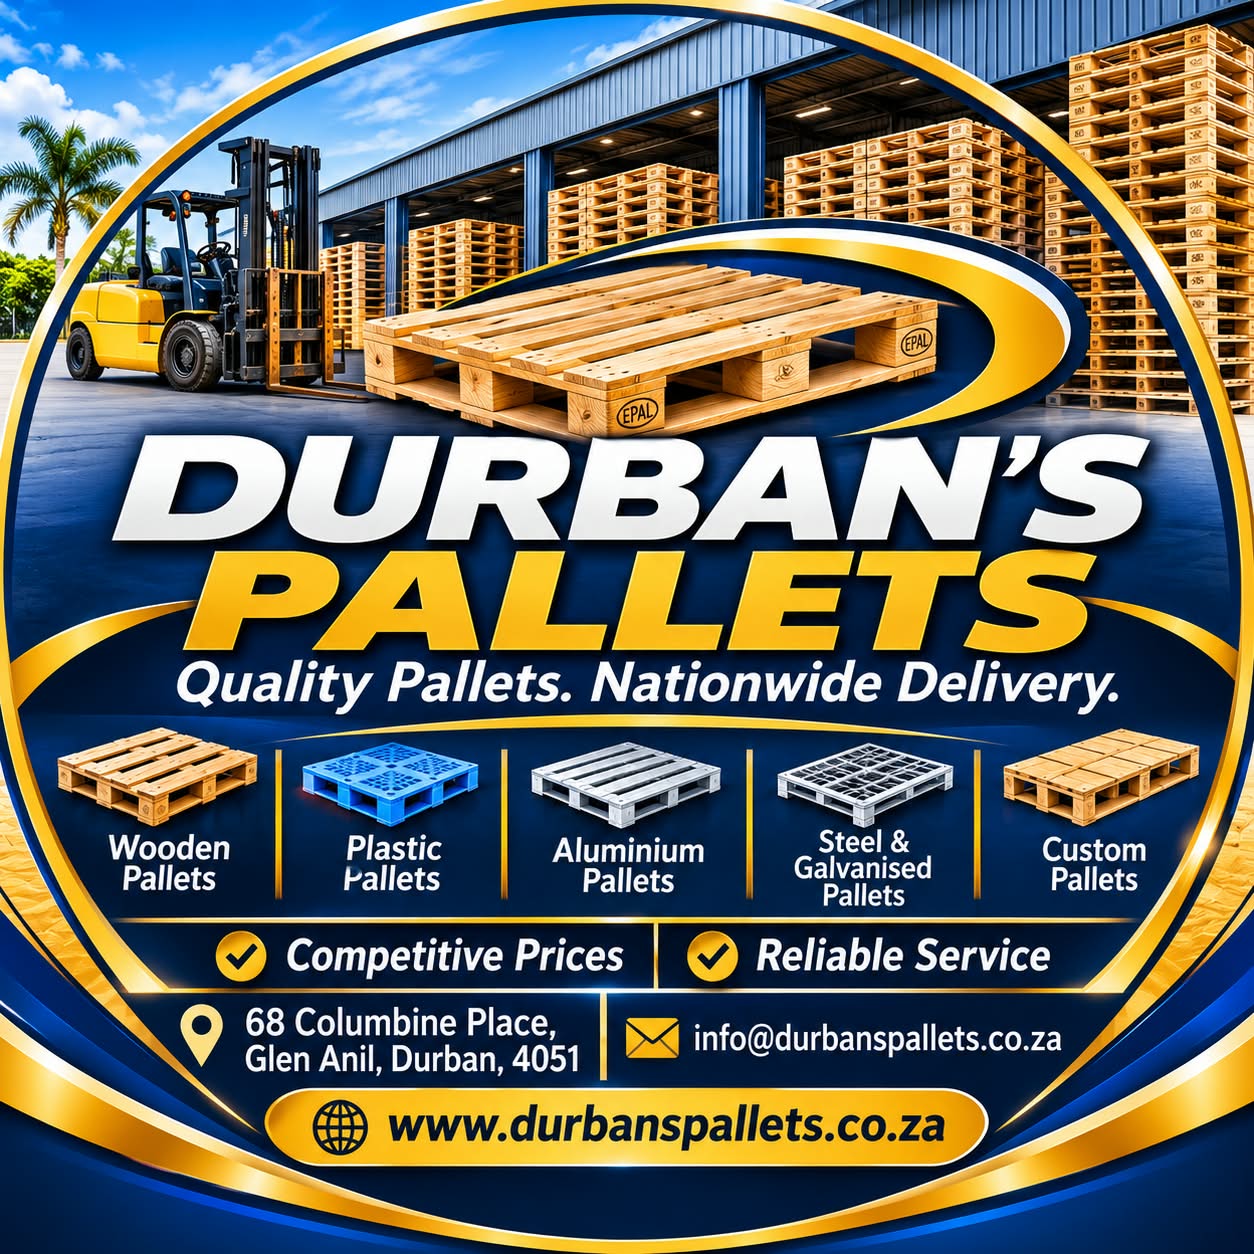 EPAL
EPAL
DURBAN'S
PALLETS
Quality Pallets. Nationwide Delivery.
Wooden
Pallets
Plastic
Pallets
Aluminium
Pallets
Steel &
Galvanised
Pallets
Custom
Pallets
Competitive Prices
Reliable Service
68 Columbine Place,
Glen Anil, Durban, 4051
info@durbanspallets.co.za
www.durbanspallets.co.za